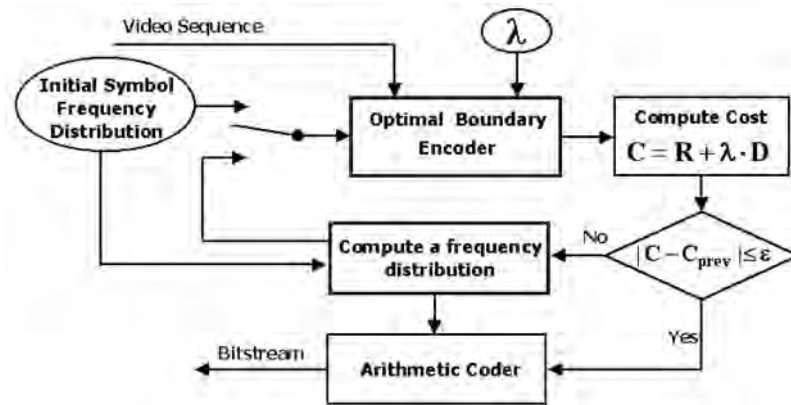 Video Sequence
λ
Initial Symbol
Frequency
Distribution
Optimal Boundary
Encoder
Compute Cost
C = R + λ · D
Compute a frequency
distribution
No
| C − Cprev | ≤ ε
Yes
Bitstream
Arithmetic Coder